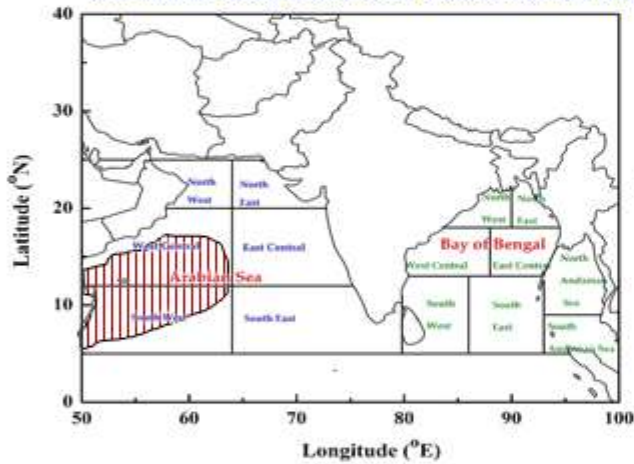 40
30
20
10
0
Latitude (°N)
North
West
North
East
West Central
East Central
Arabian Sea
South West
South East
North
West
North
East
Bay of Bengal
West Central
East Central
South
West
South
East
North
Andaman
Sea
South
Andaman Sea
50 60 70 80 90 100
Longitude (°E)